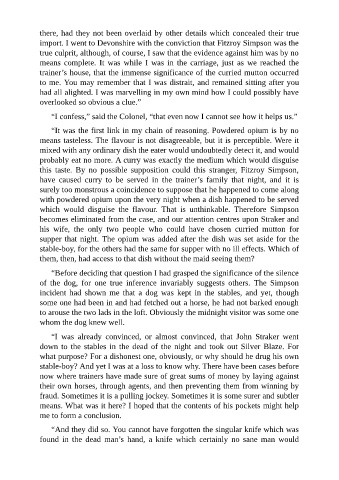 there, had they not been overlaid by other details which concealed their true
import. I went to Devonshire with the conviction that Fitzroy Simpson was the
true culprit, although, of course, I saw that the evidence against him was by no
means complete. It was while I was in the carriage, just as we reached the
trainer’s house, that the immense significance of the curried mutton occurred
to me. You may remember that I was distrait, and remained sitting after you
had all alighted. I was marvelling in my own mind how I could possibly have
overlooked so obvious a clue.”
“I confess,” said the Colonel, “that even now I cannot see how it helps us.”
“It was the first link in my chain of reasoning. Powdered opium is by no
means tasteless. The flavour is not disagreeable, but it is perceptible. Were it
mixed with any ordinary dish the eater would undoubtedly detect it, and would
probably eat no more. A curry was exactly the medium which would disguise
this taste. By no possible supposition could this stranger, Fitzroy Simpson,
have caused curry to be served in the trainer’s family that night, and it is
surely too monstrous a coincidence to suppose that he happened to come along
with powdered opium upon the very night when a dish happened to be served
which would disguise the flavour. That is unthinkable. Therefore Simpson
becomes eliminated from the case, and our attention centres upon Straker and
his wife, the only two people who could have chosen curried mutton for
supper that night. The opium was added after the dish was set aside for the
stable-boy, for the others had the same for supper with no ill effects. Which of
them, then, had access to that dish without the maid seeing them?
“Before deciding that question I had grasped the significance of the silence
of the dog, for one true inference invariably suggests others. The Simpson
incident had shown me that a dog was kept in the stables, and yet, though
some one had been in and had fetched out a horse, he had not barked enough
to arouse the two lads in the loft. Obviously the midnight visitor was some one
whom the dog knew well.
“I was already convinced, or almost convinced, that John Straker went
down to the stables in the dead of the night and took out Silver Blaze. For
what purpose? For a dishonest one, obviously, or why should he drug his own
stable-boy? And yet I was at a loss to know why. There have been cases before
now where trainers have made sure of great sums of money by laying against
their own horses, through agents, and then preventing them from winning by
fraud. Sometimes it is a pulling jockey. Sometimes it is some surer and subtler
means. What was it here? I hoped that the contents of his pockets might help
me to form a conclusion.
“And they did so. You cannot have forgotten the singular knife which was
found in the dead man’s hand, a knife which certainly no sane man would